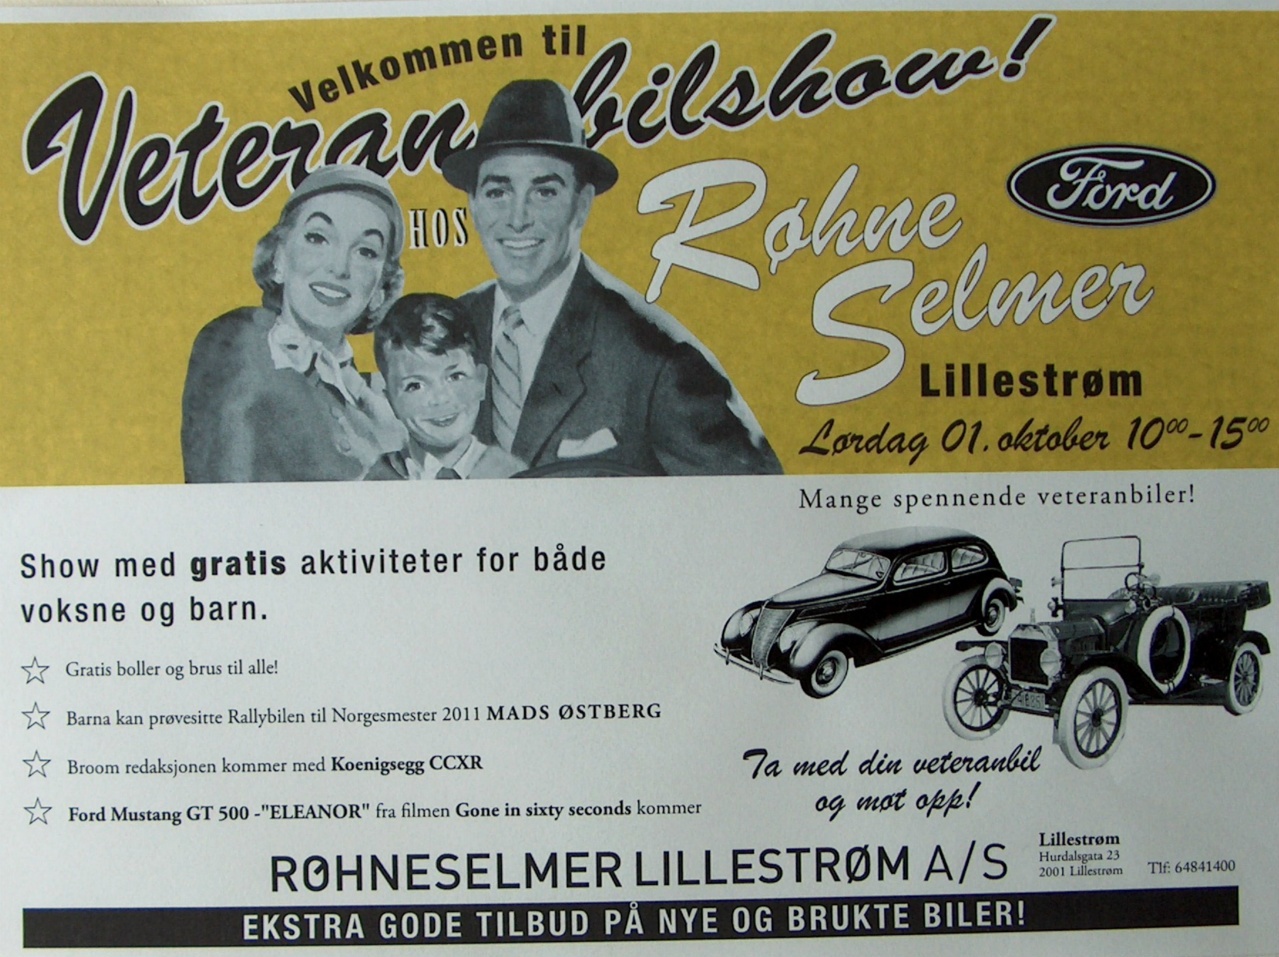 Velkommen til
Veteranbilshow!
HOS
Røhne
Selmer
Ford
Lillestrøm
Lørdag 01. oktober 10⁰⁰-15⁰⁰
Mange spennende veteranbiler!
Show med gratis aktiviteter for både
voksne og barn.
Gratis boller og brus til alle!
Barna kan prøvesitte Rallybilen til Norgesmester 2011 MADS ØSTBERG
Broom redaksjonen kommer med Koenigsegg CCXR
Ford Mustang GT 500 -"ELEANOR" fra filmen Gone in sixty seconds kommer
Ta med din veteranbil
og møt opp!
RØHNESELMER LILLESTRØM A/S
Lillestrøm
Hurdalsgata 23
2001 Lillestrøm
Tlf: 64841400
EKSTRA GODE TILBUD PÅ NYE OG BRUKTE BILER!